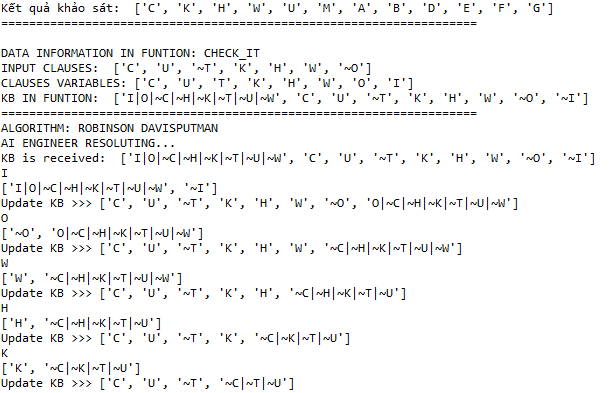 Kết quả khảo sát:  ['C', 'K', 'H', 'W', 'U', 'M', 'A', 'B', 'D', 'E', 'F', 'G']
====================================================================

DATA INFORMATION IN FUNTION: CHECK_IT
INPUT CLAUSES:  ['C', 'U', '~T', 'K', 'H', 'W', '~O']
CLAUSES VARIABLES: ['C', 'U', 'T', 'K', 'H', 'W', 'O', 'I']
KB IN FUNTION:  ['I|O|~C|~H|~K|~T|~U|~W', 'C', 'U', '~T', 'K', 'H', 'W', '~O', '~I']
====================================================================
ALGORITHM: ROBINSON DAVISPUTMAN
AI ENGINEER RESOLUTING...
KB is received:  ['I|O|~C|~H|~K|~T|~U|~W', 'C', 'U', '~T', 'K', 'H', 'W', '~O', '~I']
I
['I|O|~C|~H|~K|~T|~U|~W', '~I']
Update KB >>> ['C', 'U', '~T', 'K', 'H', 'W', '~O', 'O|~C|~H|~K|~T|~U|~W']
O
['~O', 'O|~C|~H|~K|~T|~U|~W']
Update KB >>> ['C', 'U', '~T', 'K', 'H', 'W', '~C|~H|~K|~T|~U|~W']
W
['W', '~C|~H|~K|~T|~U|~W']
Update KB >>> ['C', 'U', '~T', 'K', 'H', '~C|~H|~K|~T|~U']
H
['H', '~C|~H|~K|~T|~U']
Update KB >>> ['C', 'U', '~T', 'K', '~C|~K|~T|~U']
K
['K', '~C|~K|~T|~U']
Update KB >>> ['C', 'U', '~T', '~C|~T|~U']